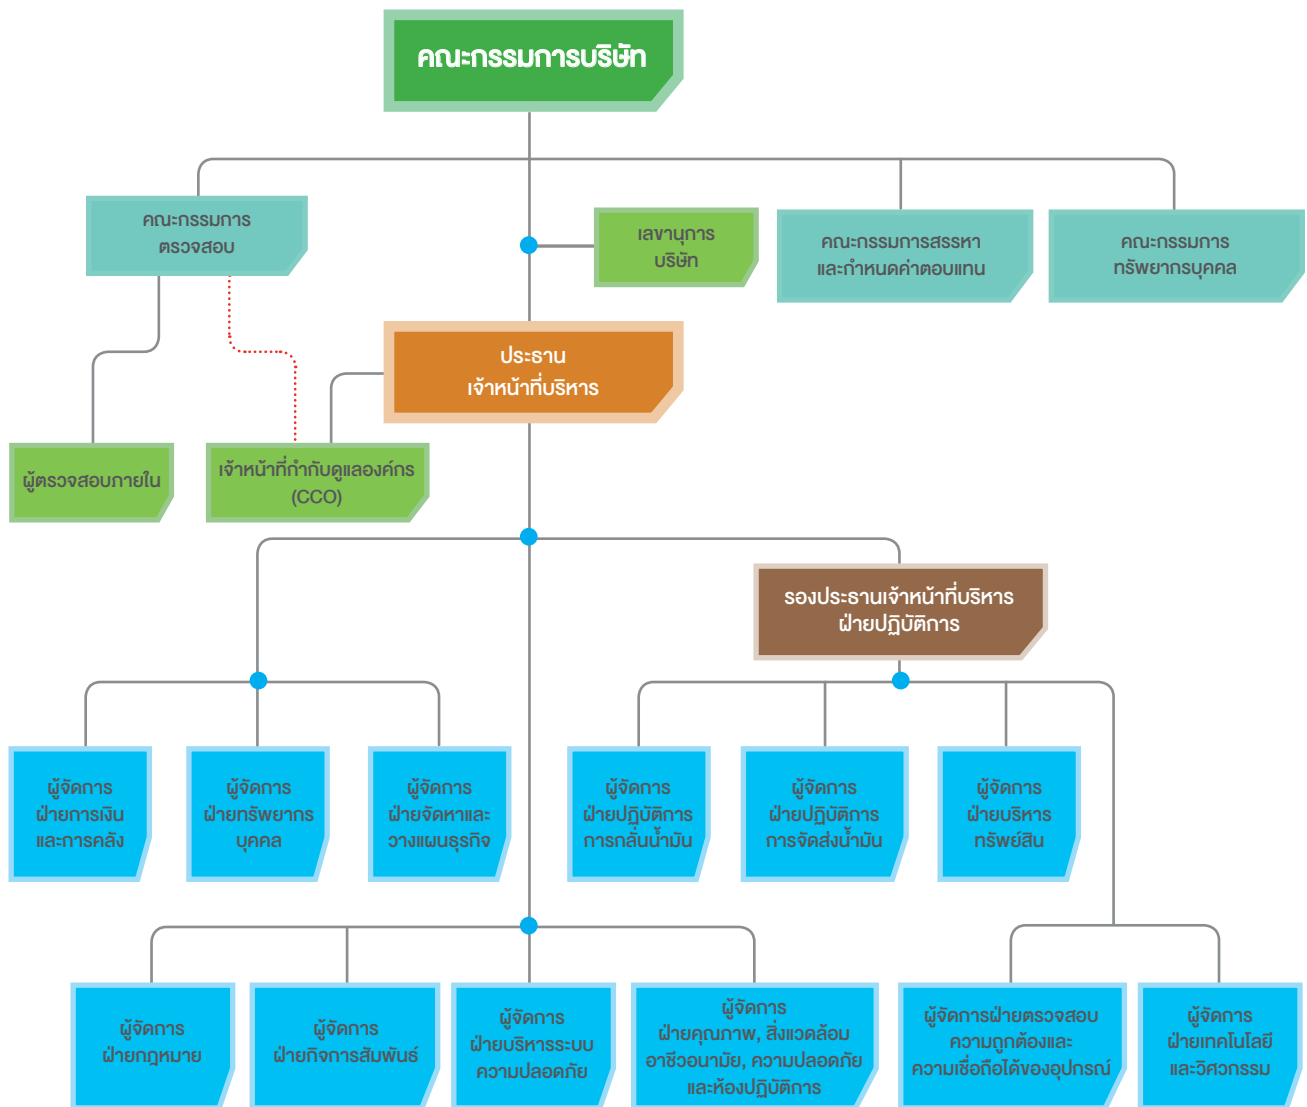 คณะกรรมการบริษัท
คณะกรรมการ
ตรวจสอบ
เลขานุการ
บริษัท
คณะกรรมการสรรหา
และกำหนดค่าตอบแทน
คณะกรรมการ
ทรัพยากรบุคคล
ประธาน
เจ้าหน้าที่บริหาร
ผู้ตรวจสอบภายใน
เจ้าหน้าที่กำกับดูแลองค์กร
(CCO)
รองประธานเจ้าหน้าที่บริหาร
ฝ่ายปฏิบัติการ
ผู้จัดการ
ฝ่ายการเงิน
และการคลัง
ผู้จัดการ
ฝ่ายทรัพยากร
บุคคล
ผู้จัดการ
ฝ่ายจัดหาและ
วางแผนธุรกิจ
ผู้จัดการ
ฝ่ายปฏิบัติการ
การกลั่นน้ำมัน
ผู้จัดการ
ฝ่ายปฏิบัติการ
การจัดส่งน้ำมัน
ผู้จัดการ
ฝ่ายบริหาร
ทรัพย์สิน
ผู้จัดการ
ฝ่ายกฎหมาย
ผู้จัดการ
ฝ่ายกิจการสัมพันธ์
ผู้จัดการ
ฝ่ายบริหารระบบ
ความปลอดภัย
ผู้จัดการ
ฝ่ายคุณภาพ, สิ่งแวดล้อม
อาชีวอนามัย, ความปลอดภัย
และห้องปฏิบัติการ
ผู้จัดการฝ่ายตรวจสอบ
ความถูกต้องและ
ความเชื่อถือได้ของอุปกรณ์
ผู้จัดการ
ฝ่ายเทคโนโลยี
และวิศวกรรม